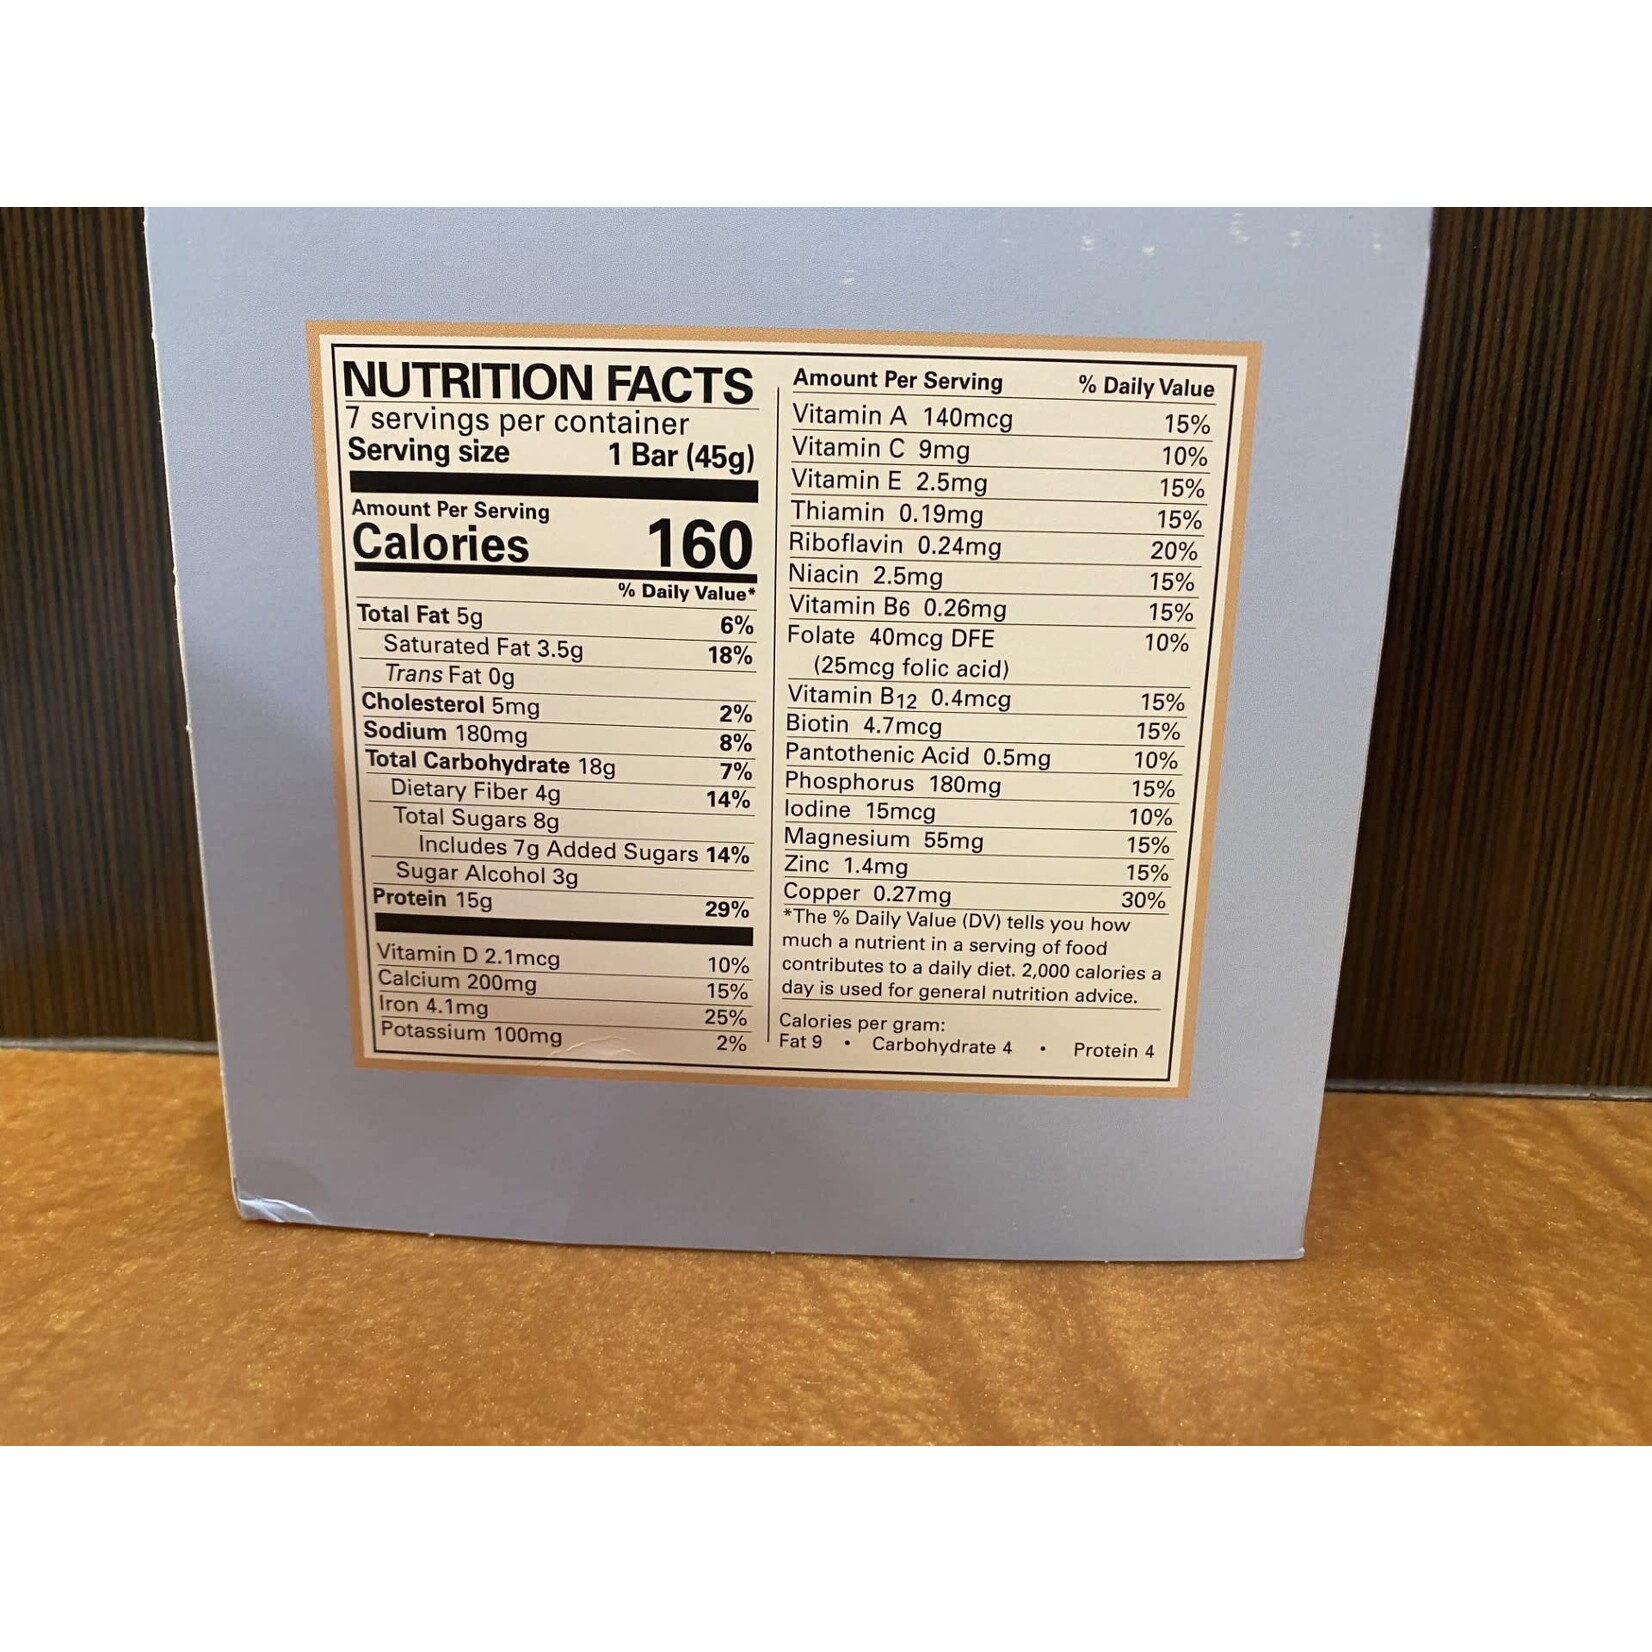 NUTRITION FACTS
7 servings per container
Serving size 1 Bar (45g)
Amount Per Serving
Calories 160
% Daily Value*
Total Fat 5g 6%
Saturated Fat 3.5g 18%
Trans Fat 0g
Cholesterol 5mg 2%
Sodium 180mg 8%
Total Carbohydrate 18g 7%
Dietary Fiber 4g 14%
Total Sugars 8g
Includes 7g Added Sugars 14%
Sugar Alcohol 3g
Protein 15g 29%
Vitamin D 2.1mcg 10%
Calcium 200mg 15%
Iron 4.1mg 25%
Potassium 100mg 2%
Amount Per Serving % Daily Value
Vitamin A 140mcg 15%
Vitamin C 9mg 10%
Vitamin E 2.5mg 15%
Thiamin 0.19mg 15%
Riboflavin 0.24mg 20%
Niacin 2.5mg 15%
Vitamin B6 0.26mg 15%
Folate 40mcg DFE 10%
(25mcg folic acid)
Vitamin B12 0.4mcg 15%
Biotin 4.7mcg 15%
Pantothenic Acid 0.5mg 10%
Phosphorus 180mg 15%
Iodine 15mcg 10%
Magnesium 55mg 15%
Zinc 1.4mg 15%
Copper 0.27mg 30%
*The % Daily Value (DV) tells you how
much a nutrient in a serving of food
contributes to a daily diet. 2,000 calories a
day is used for general nutrition advice.
Calories per gram:
Fat 9 • Carbohydrate 4 • Protein 4